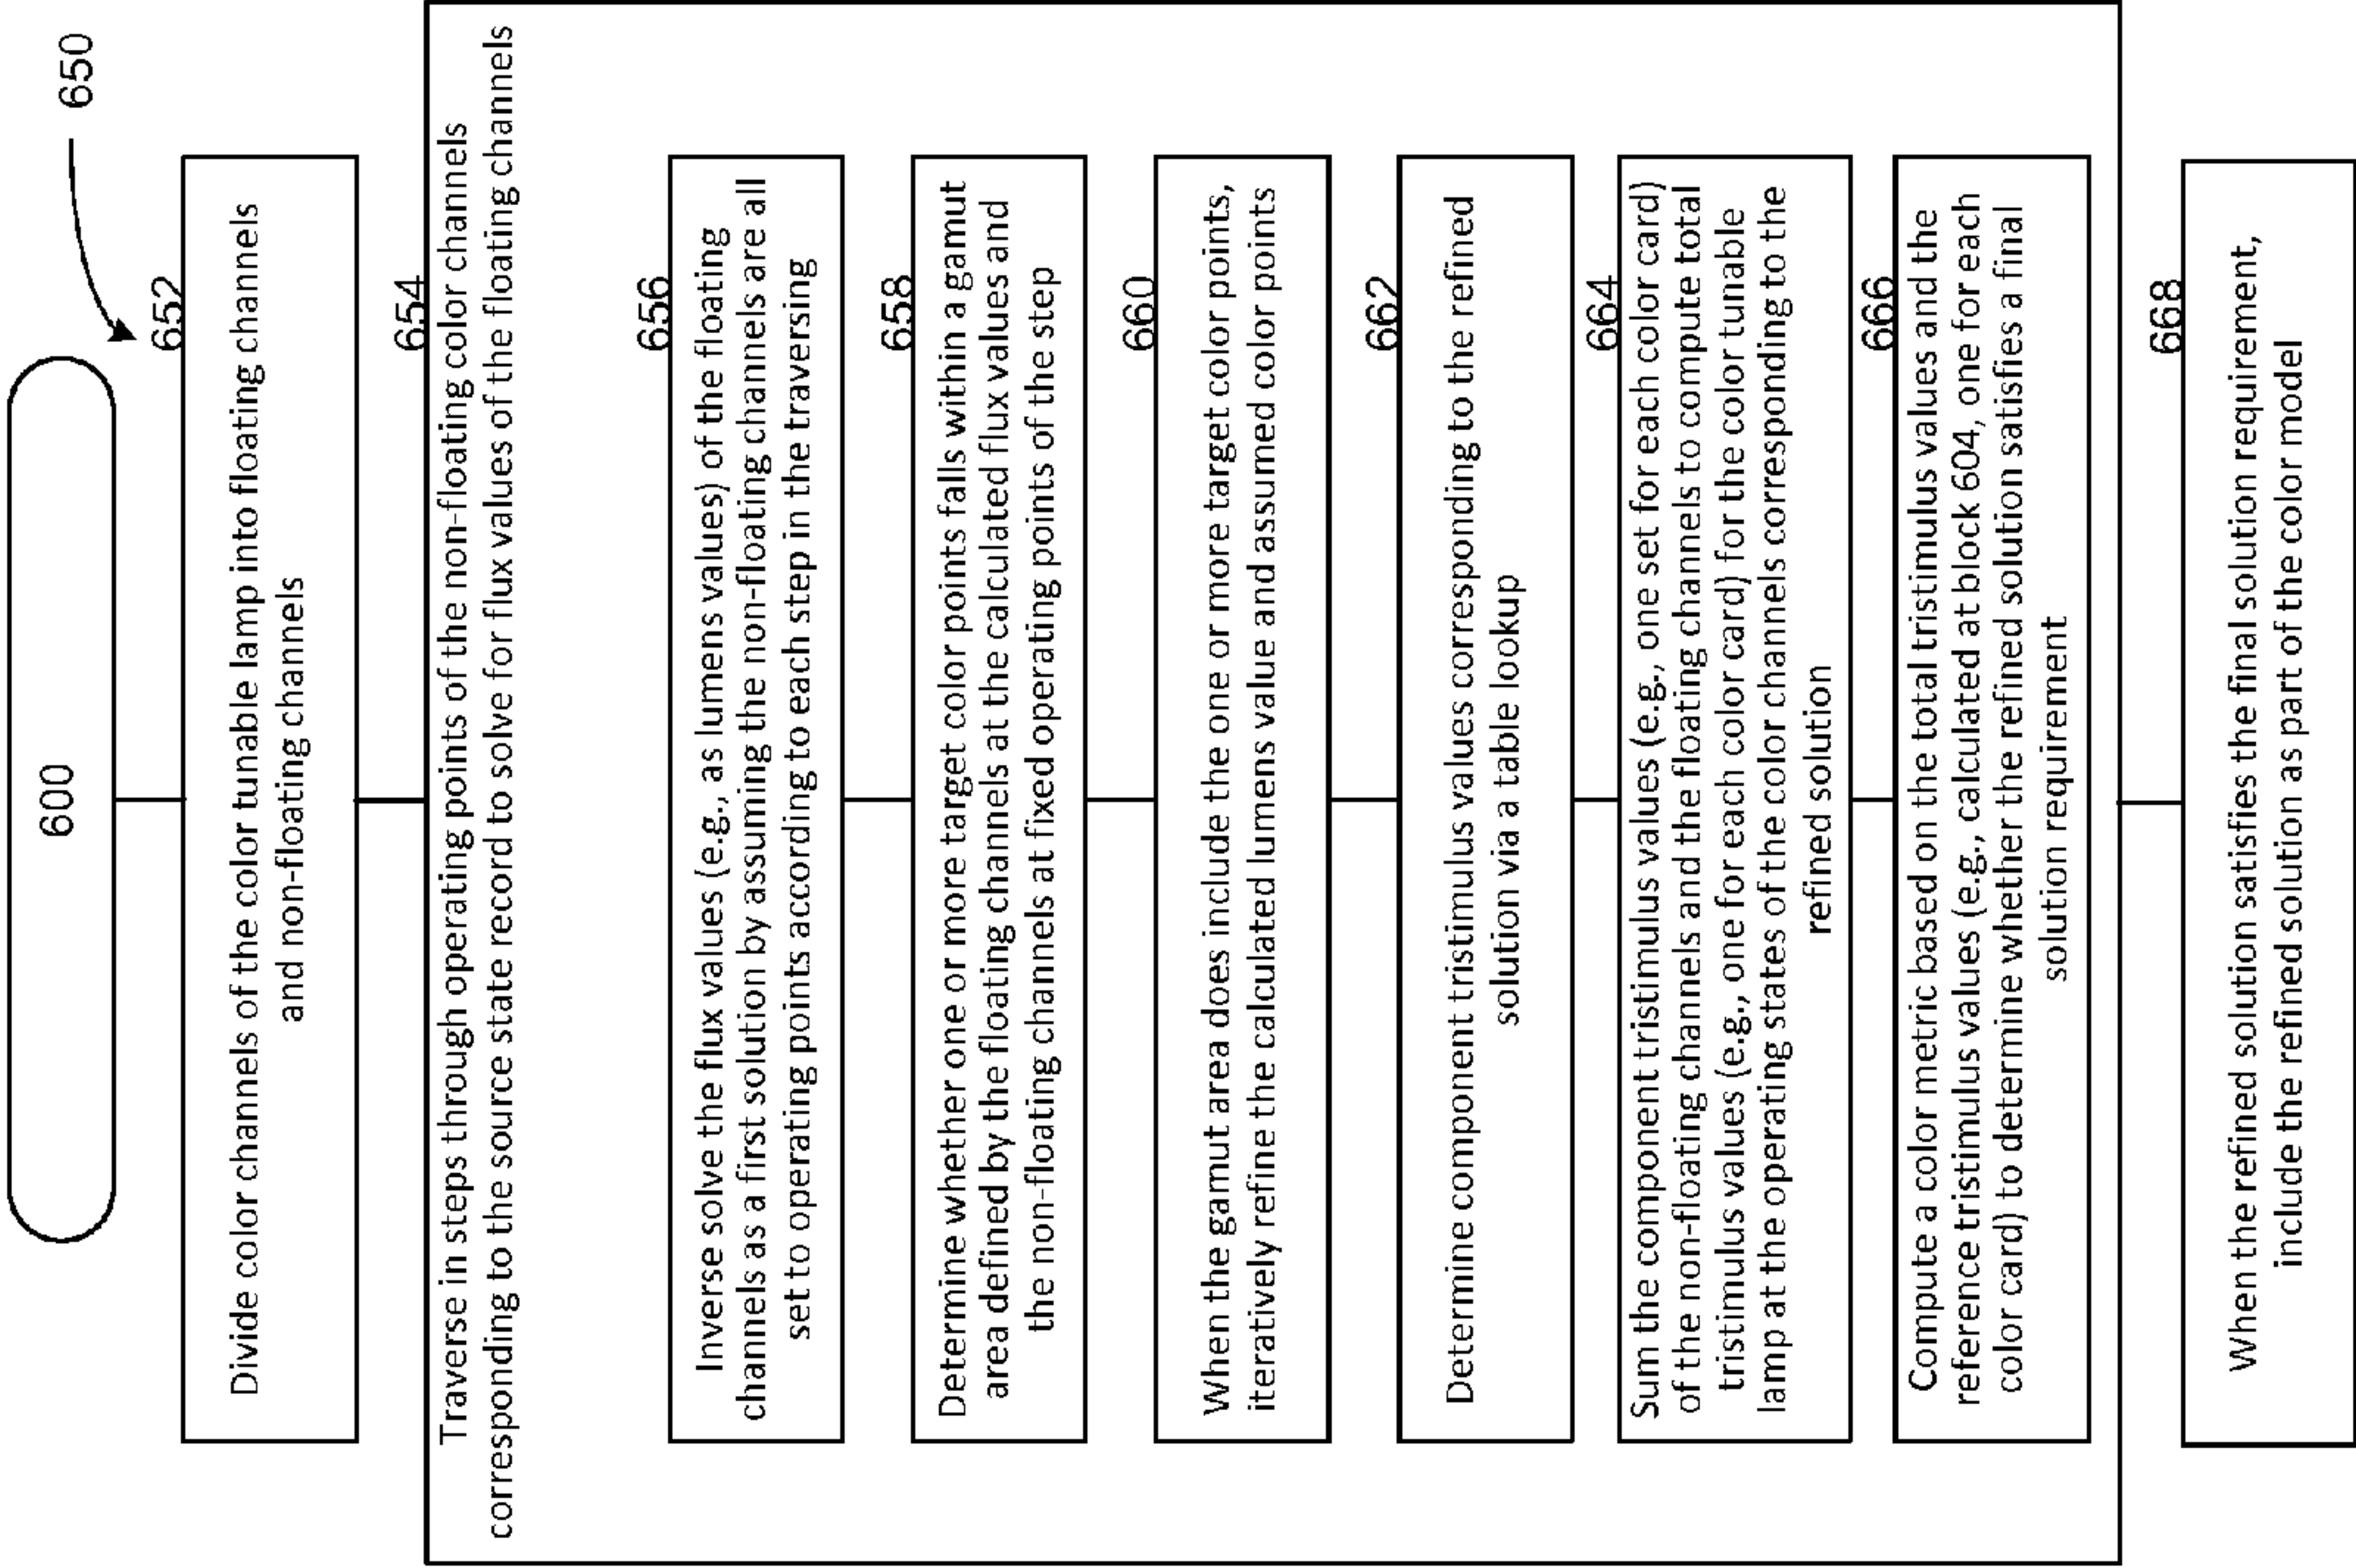 600
650
652
Divide color channels of the color tunable lamp into floating channels
and non-floating channels
654
Traverse in steps through operating points of the non-floating color channels
corresponding to the source state record to solve for flux values of the floating channels
656
Inverse solve the flux values (e.g., as lumens values) of the floating
channels as a first solution by assuming the non-floating channels are all
set to operating points according to each step in the traversing
658
Determine whether one or more target color points falls within a gamut
area defined by the floating channels at the calculated flux values and
the non-floating channels at fixed operating points of the step
660
When the gamut area does include the one or more target color points,
iteratively refine the calculated lumens value and assumed color points
662
Determine component tristimulus values corresponding to the refined
solution via a table lookup
664
Sum the component tristimulus values (e.g., one set for each color card)
of the non-floating channels and the floating channels to compute total
tristimulus values (e.g., one for each color card) for the color tunable
lamp at the operating states of the color channels corresponding to the
refined solution
666
Compute a color metric based on the total tristimulus values and the
reference tristimulus values (e.g., calculated at block 604, one for each
color card) to determine whether the refined solution satisfies a final
solution requirement
668
When the refined solution satisfies the final solution requirement,
include the refined solution as part of the color model